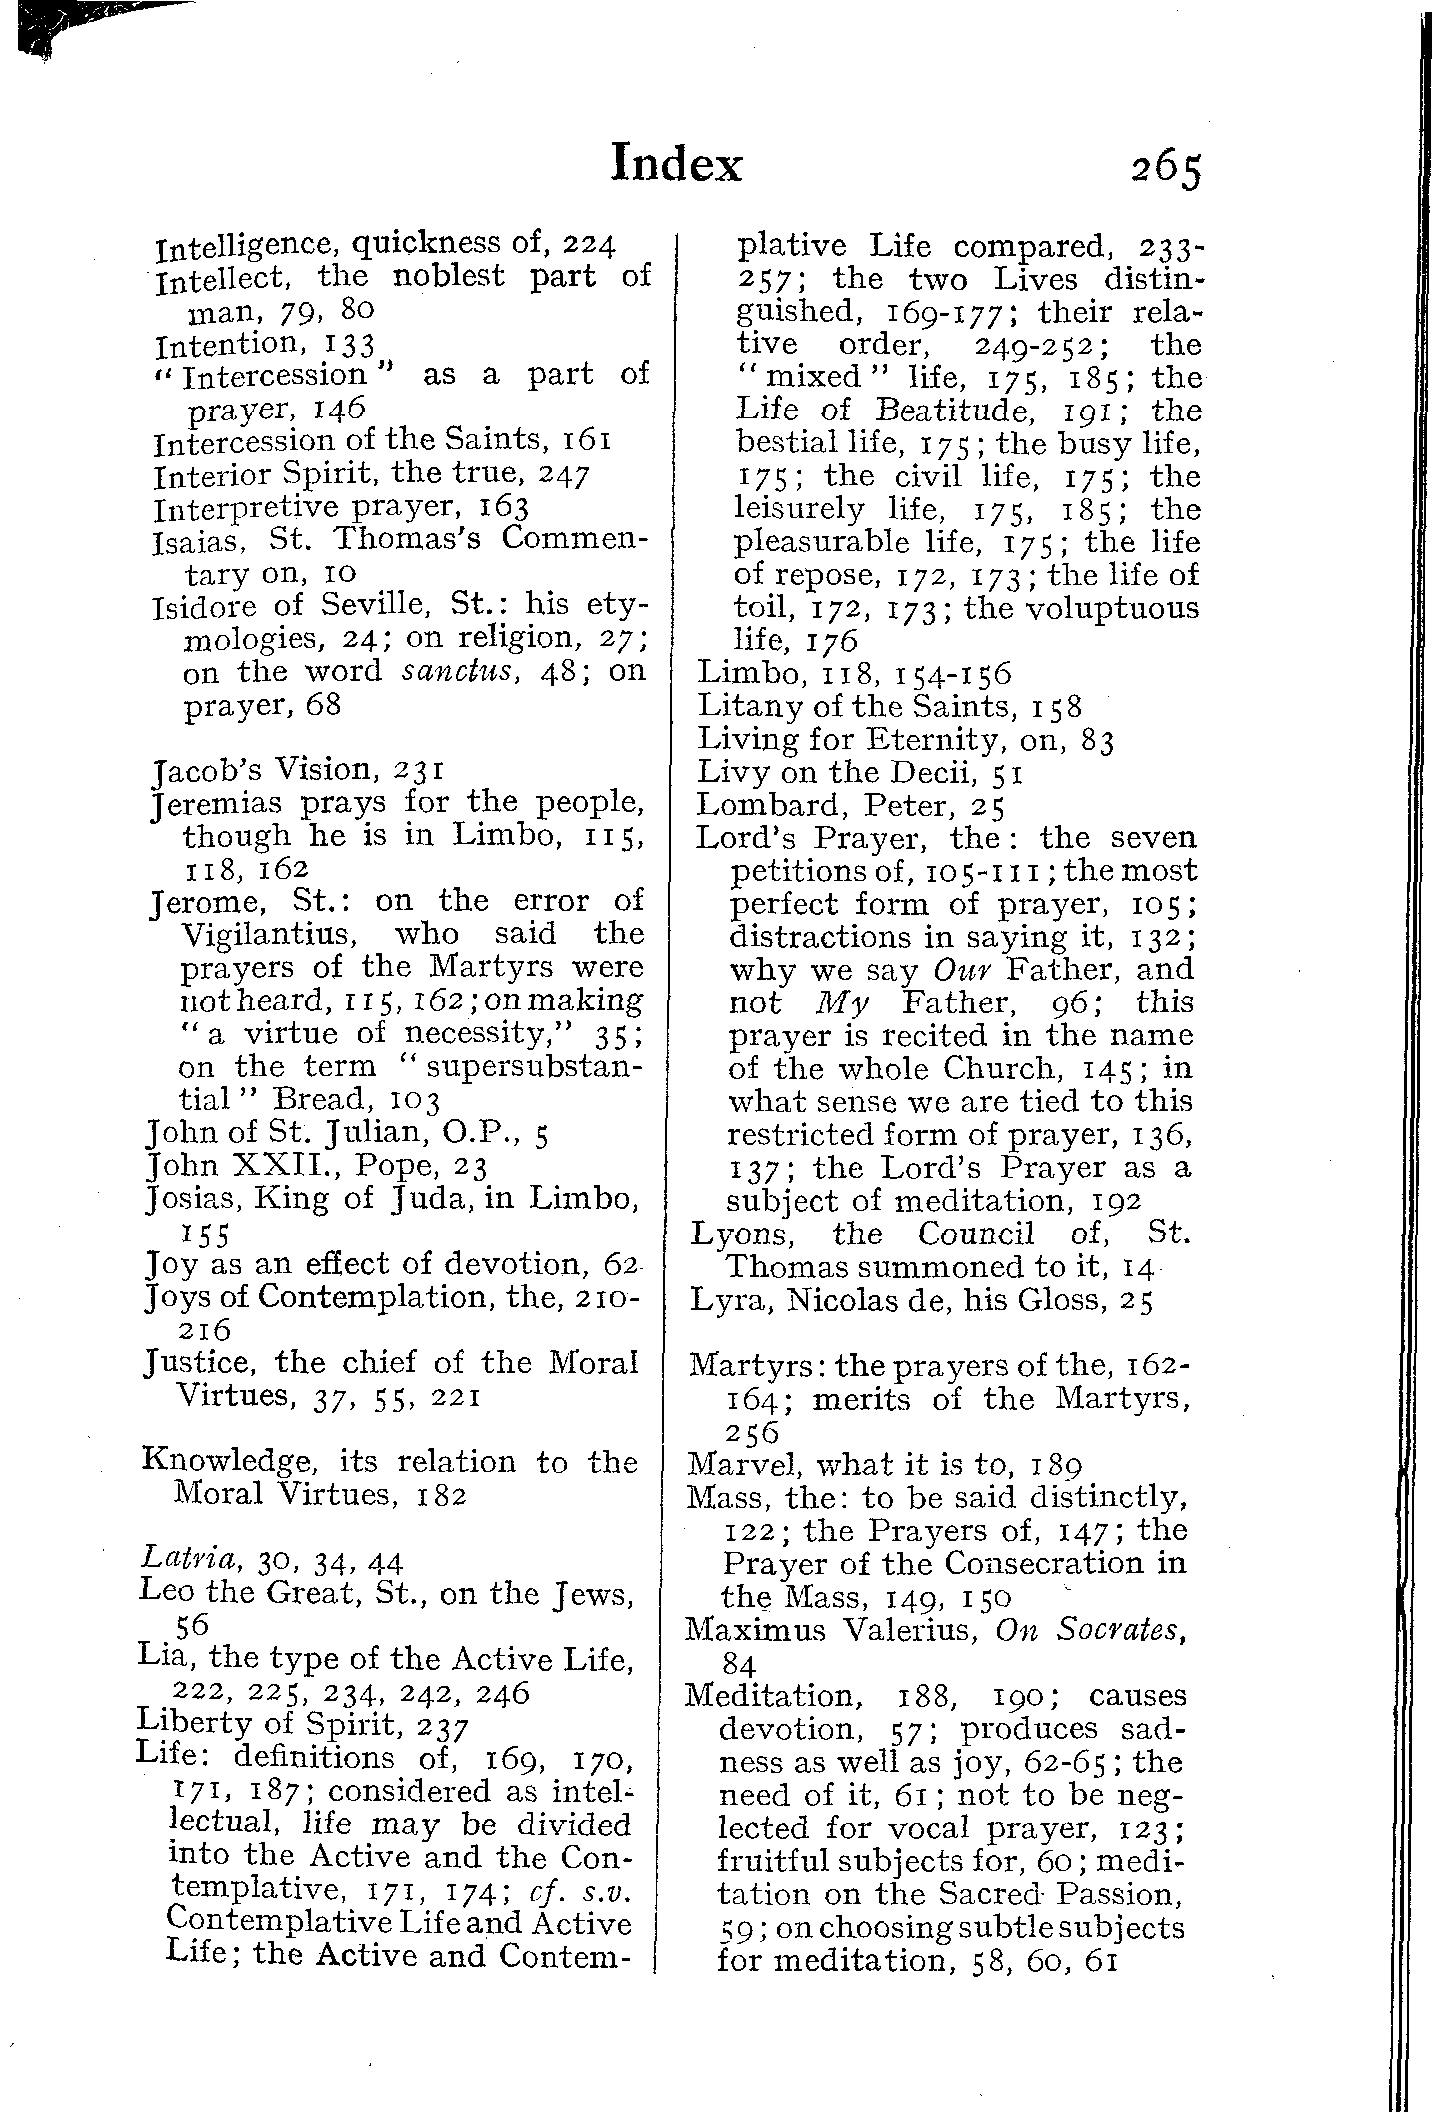 Index 265
Intelligence, quickness of, 224
Intellect, the noblest part of
man, 79, 80
Intention, 133
"Intercession" as a part of
prayer, 146
Intercession of the Saints, 161
Interior Spirit, the true, 247
Interpretive prayer, 163
Isaias, St. Thomas's Commen-
tary on, 10
Isidore of Seville, St.: his ety-
mologies, 24; on religion, 27;
on the word sanctus, 48; on
prayer, 68
Jacob's Vision, 231
Jeremias prays for the people,
though he is in Limbo, 115,
118, 162
Jerome, St.: on the error of
Vigilantius, who said the
prayers of the Martyrs were
not heard, 115, 162; on making
"a virtue of necessity," 35;
on the term "supersubstan-
tial" Bread, 103
John of St. Julian, O.P., 5
John XXII., Pope, 23
Josias, King of Juda, in Limbo,
155
Joy as an effect of devotion, 62
Joys of Contemplation, the, 210-
216
Justice, the chief of the Moral
Virtues, 37, 55, 221
Knowledge, its relation to the
Moral Virtues, 182
Latria, 30, 34, 44
Leo the Great, St., on the Jews,
56
Lia, the type of the Active Life,
222, 225, 234, 242, 246
Liberty of Spirit, 237
Life: definitions of, 169, 170,
171, 187; considered as intel-
lectual, life may be divided
into the Active and the Con-
templative, 171, 174; cf. s.v.
Contemplative Life and Active
Life; the Active and Contem-
plative Life compared, 233-
257; the two Lives distin-
guished, 169-177; their rela-
tive order, 249-252; the
"mixed" life, 175, 185; the
Life of Beatitude, 191; the
bestial life, 175; the busy life,
175; the civil life, 175; the
leisurely life, 175, 185; the
pleasurable life, 175; the life
of repose, 172, 173; the life of
toil, 172, 173; the voluptuous
life, 176
Limbo, 118, 154-156
Litany of the Saints, 158
Living for Eternity, on, 83
Livy on the Decii, 51
Lombard, Peter, 25
Lord's Prayer, the: the seven
petitions of, 105-111; the most
perfect form of prayer, 105;
distractions in saying it, 132;
why we say Our Father, and
not My Father, 96; this
prayer is recited in the name
of the whole Church, 145; in
what sense we are tied to this
restricted form of prayer, 136,
137; the Lord's Prayer as a
subject of meditation, 192
Lyons, the Council of, St.
Thomas summoned to it, 14
Lyra, Nicolas de, his Gloss, 25
Martyrs: the prayers of the, 162-
164; merits of the Martyrs,
256
Marvel, what it is to, 189
Mass, the: to be said distinctly,
122; the Prayers of, 147; the
Prayer of the Consecration in
the Mass, 149, 150
Maximus Valerius, On Socrates,
84
Meditation, 188, 190; causes
devotion, 57; produces sad-
ness as well as joy, 62-65; the
need of it, 61; not to be neg-
lected for vocal prayer, 123;
fruitful subjects for, 60; medi-
tation on the Sacred Passion,
59; on choosing subtle subjects
for meditation, 58, 60, 61